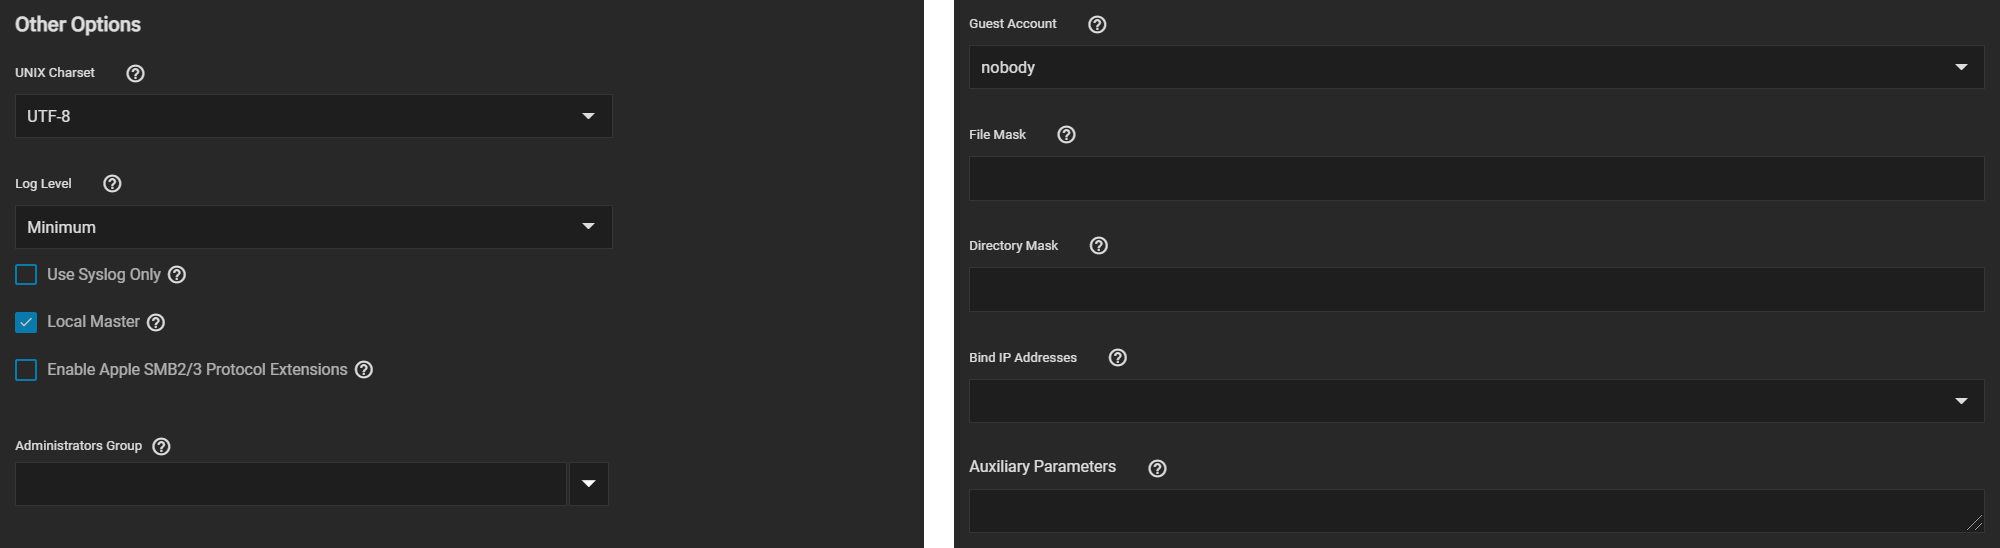 Other Options
UNIX Charset
UTF-8
Log Level
Minimum
Use Syslog Only
Local Master
Enable Apple SMB2/3 Protocol Extensions
Administrators Group
Guest Account
nobody
File Mask
Directory Mask
Bind IP Addresses
Auxiliary Parameters